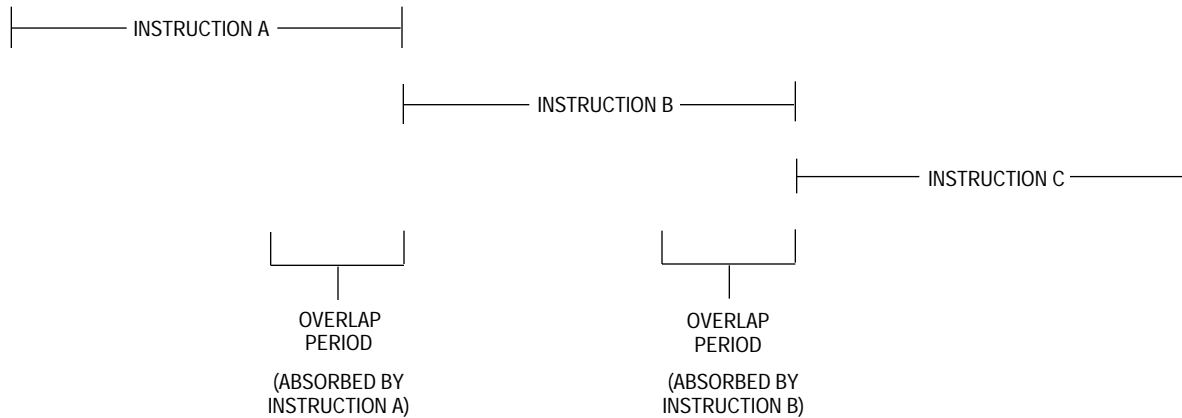 INSTRUCTION A
INSTRUCTION B
INSTRUCTION C
OVERLAP
PERIOD
(ABSORBED BY
INSTRUCTION A)
OVERLAP
PERIOD
(ABSORBED BY
INSTRUCTION B)